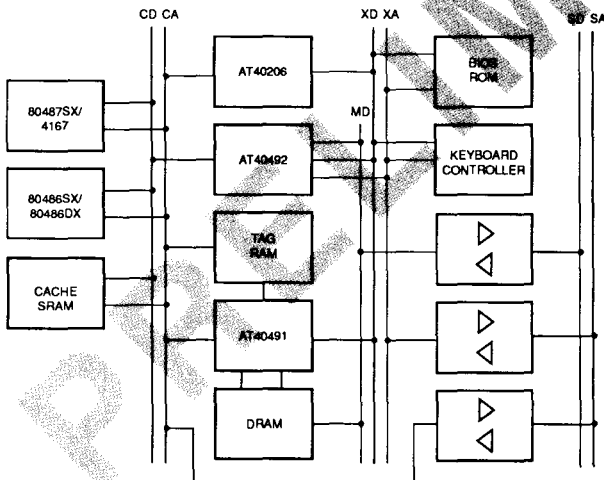 CD CA
XD XA
SD SA
80487SX/
4167
AT40206
BIOS
ROM
MD
AT40492
KEYBOARD
CONTROLLER
80486SX/
80486DX
TAG
RAM
CACHE
SRAM
AT40491
DRAM